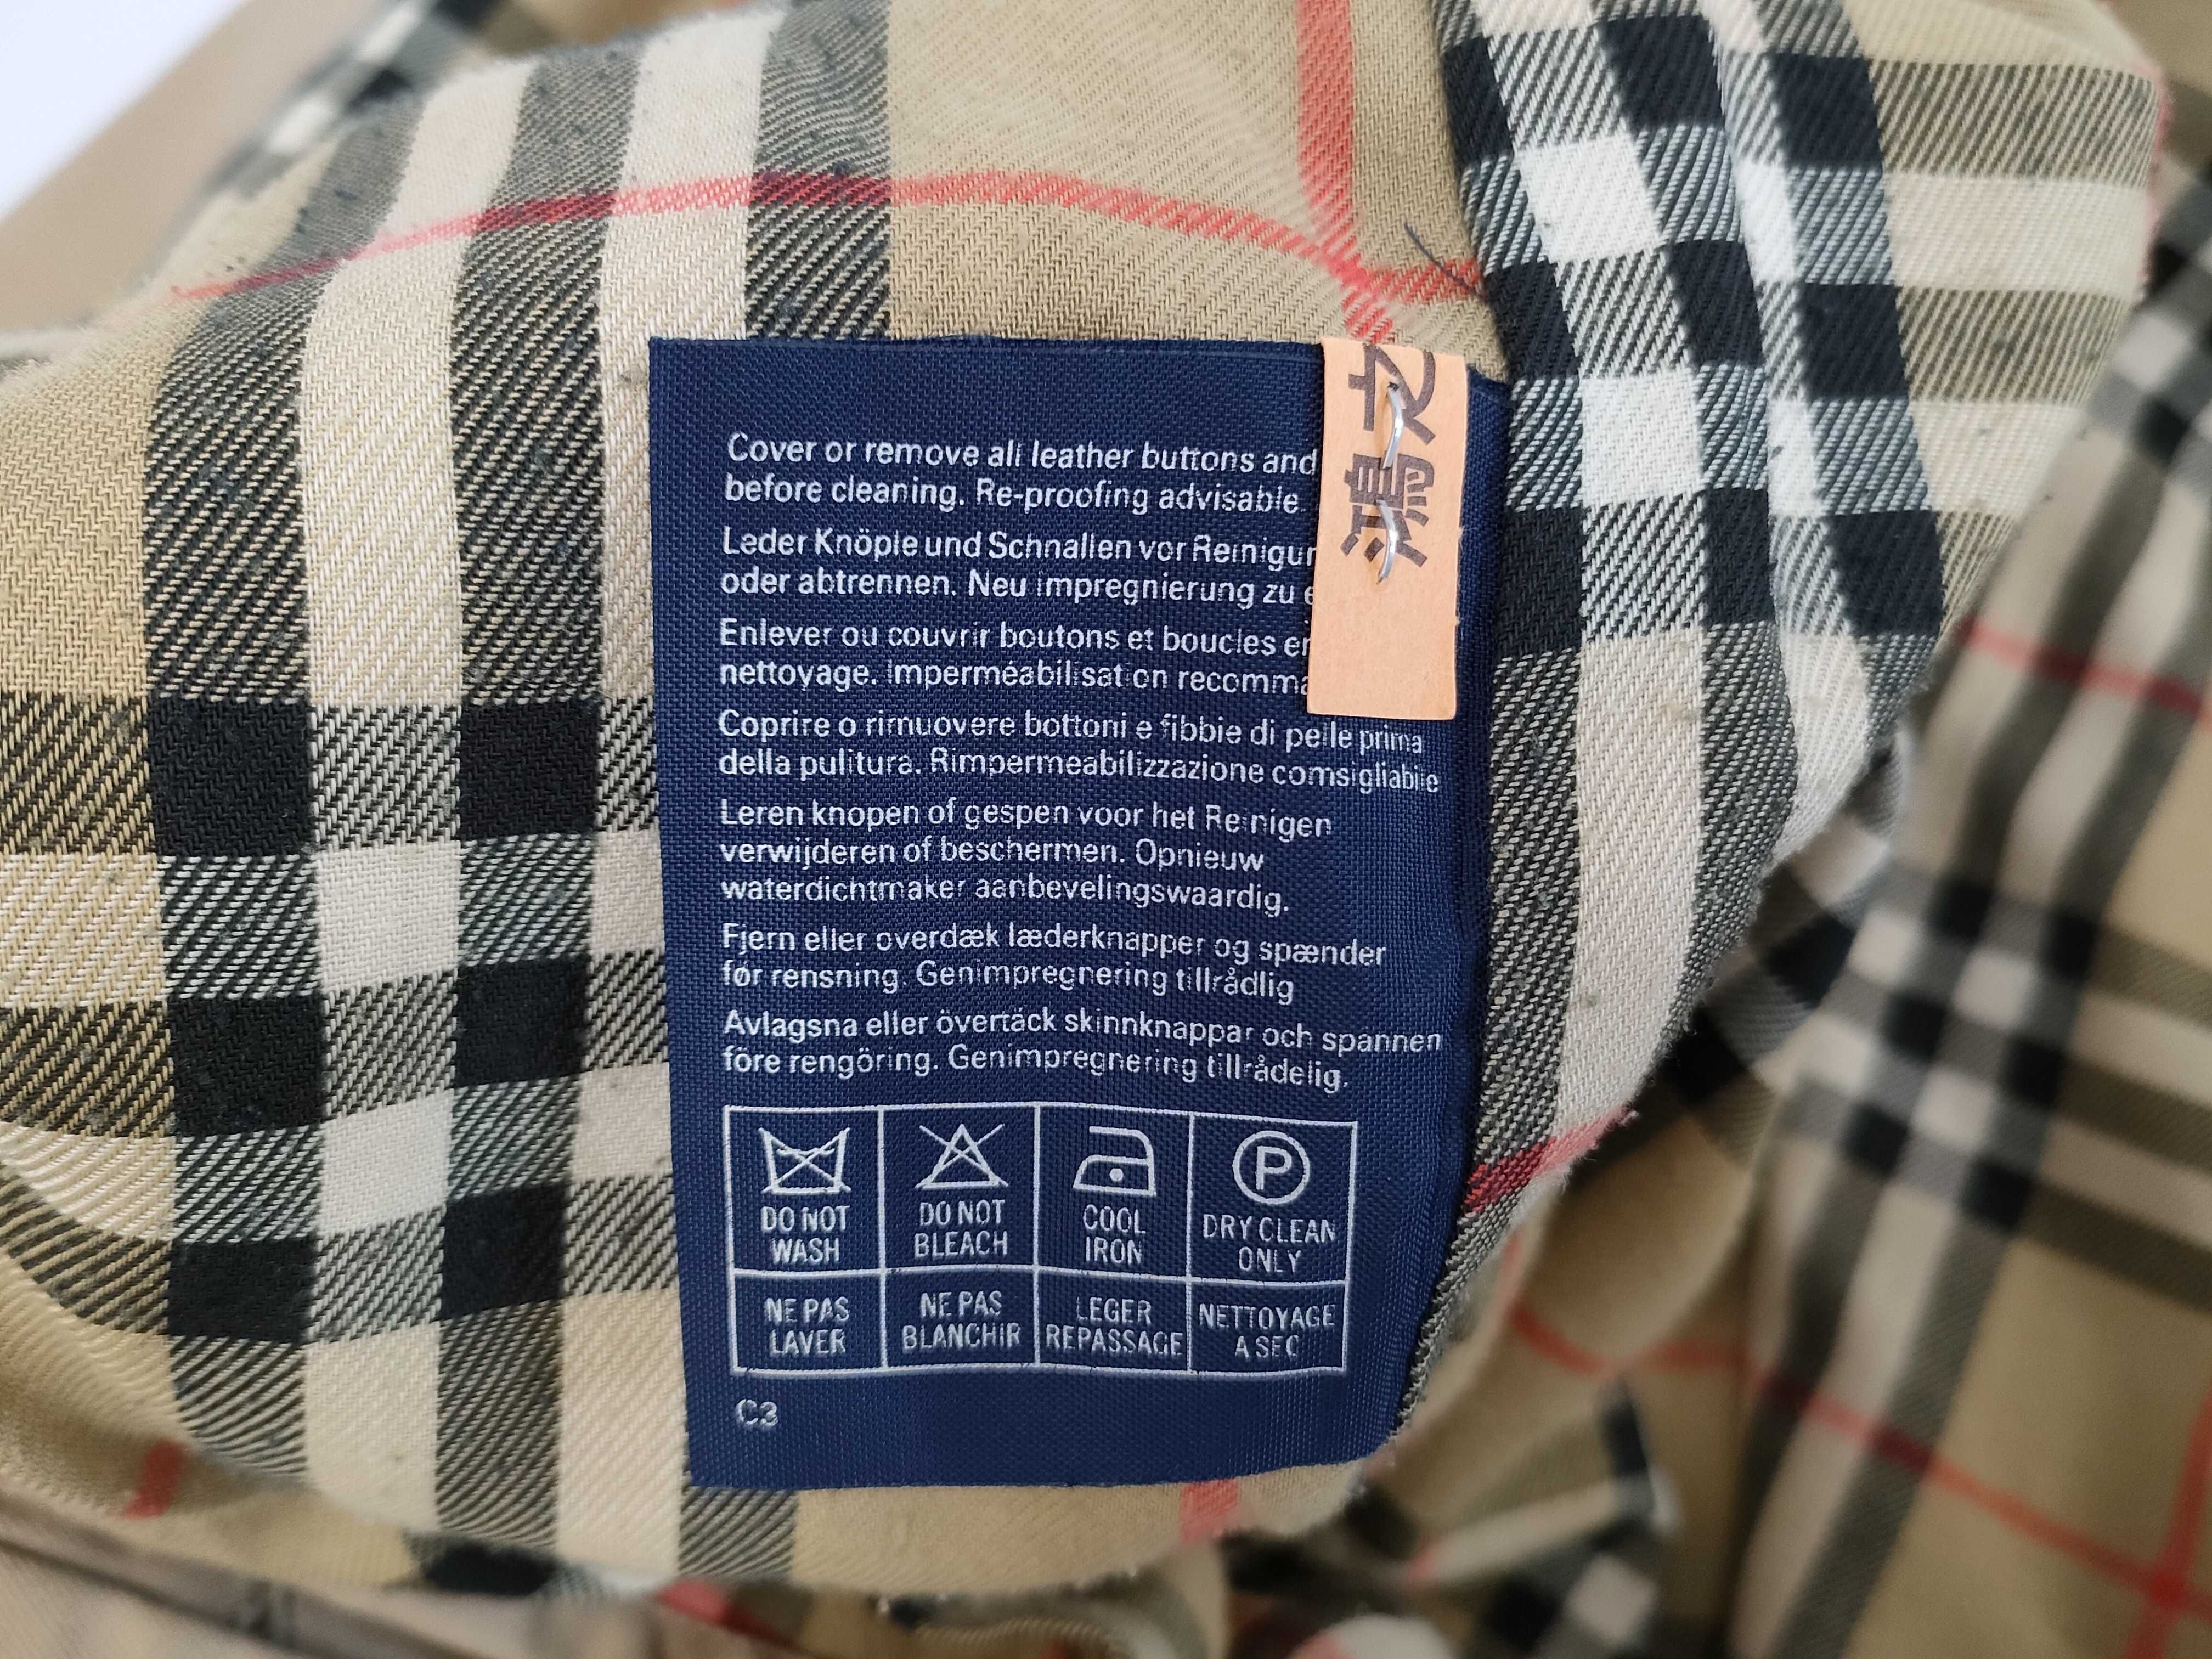 Cover or remove all leather buttons and
before cleaning. Re-proofing advisable.
Leder Knöpfe und Schnallen vor Reinigu
oder abtrennen. Neu impregnierung zu
Enlever ou couvrir boutons et boucles
nettoyage. Imperméabilisation recomma
Coprire o rimuovere bottoni e fibbie di pelle prima
della pulitura. Rimpermeabilizzazione comsigliabile
Leren knopen of gespen voor het Reinigen
verwijderen of beschermen. Opnieuw
waterdichtmaker aanbevelingswaardig.
Fjern eller overdæk læderknapper og spænder
før rensning. Genimpregnering tillrådlig
Avlagsna eller övertäck skinnknappar och spannen
före rengöring. Genimpregnering tillrådelig.
DO NOT WASH
DO NOT BLEACH
COOL IRON
P
DRY CLEAN ONLY
NE PAS LAVER
NE PAS BLANCHIR
LEGER REPASSAGE
NETTOYAGE A SEC
C3